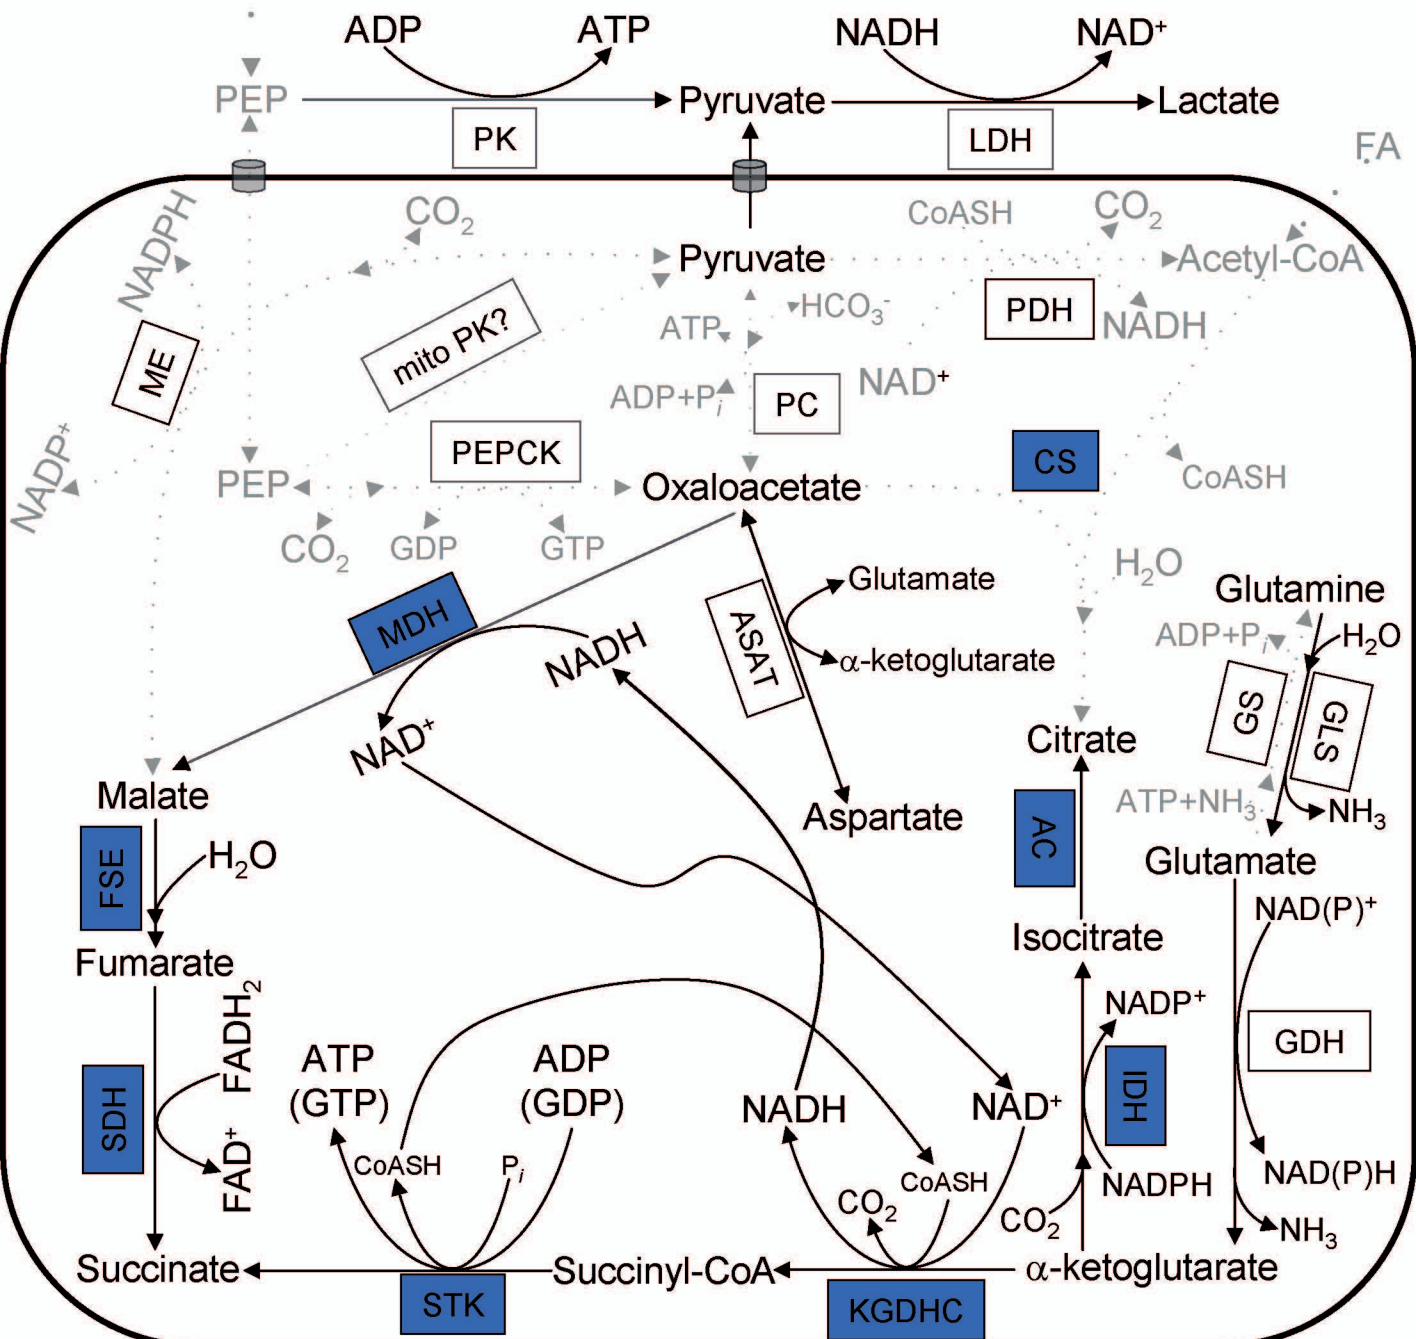 ADP
ATP
NADH
NAD⁺
PEP
Pyruvate
Lactate
PK
LDH
FA
NADPH
CO₂
CoASH
CO₂
Pyruvate
Acetyl-CoA
HCO₃⁻
ATP
PDH
NADH
ME
mito PK?
ADP+Pᵢ
PC
NAD⁺
NADP⁺
PEPCK
CS
PEP
Oxaloacetate
CoASH
CO₂
GDP
GTP
H₂O
Glutamate
Glutamine
MDH
ASAT
ADP+Pᵢ
H₂O
NADH
α-ketoglutarate
GS
GLS
NAD⁺
Citrate
Malate
ATP+NH₃
NH₃
Aspartate
AC
FSE
H₂O
Glutamate
NAD(P)⁺
Isocitrate
Fumarate
FADH₂
NADP⁺
ATP
(GTP)
ADP
(GDP)
GDH
SDH
NADH
NAD⁺
IDH
FAD⁺
CoASH
Pᵢ
CO₂
CoASH
NADPH
NAD(P)H
CO₂
NH₃
Succinate
Succinyl-CoA
α-ketoglutarate
STK
KGDHC